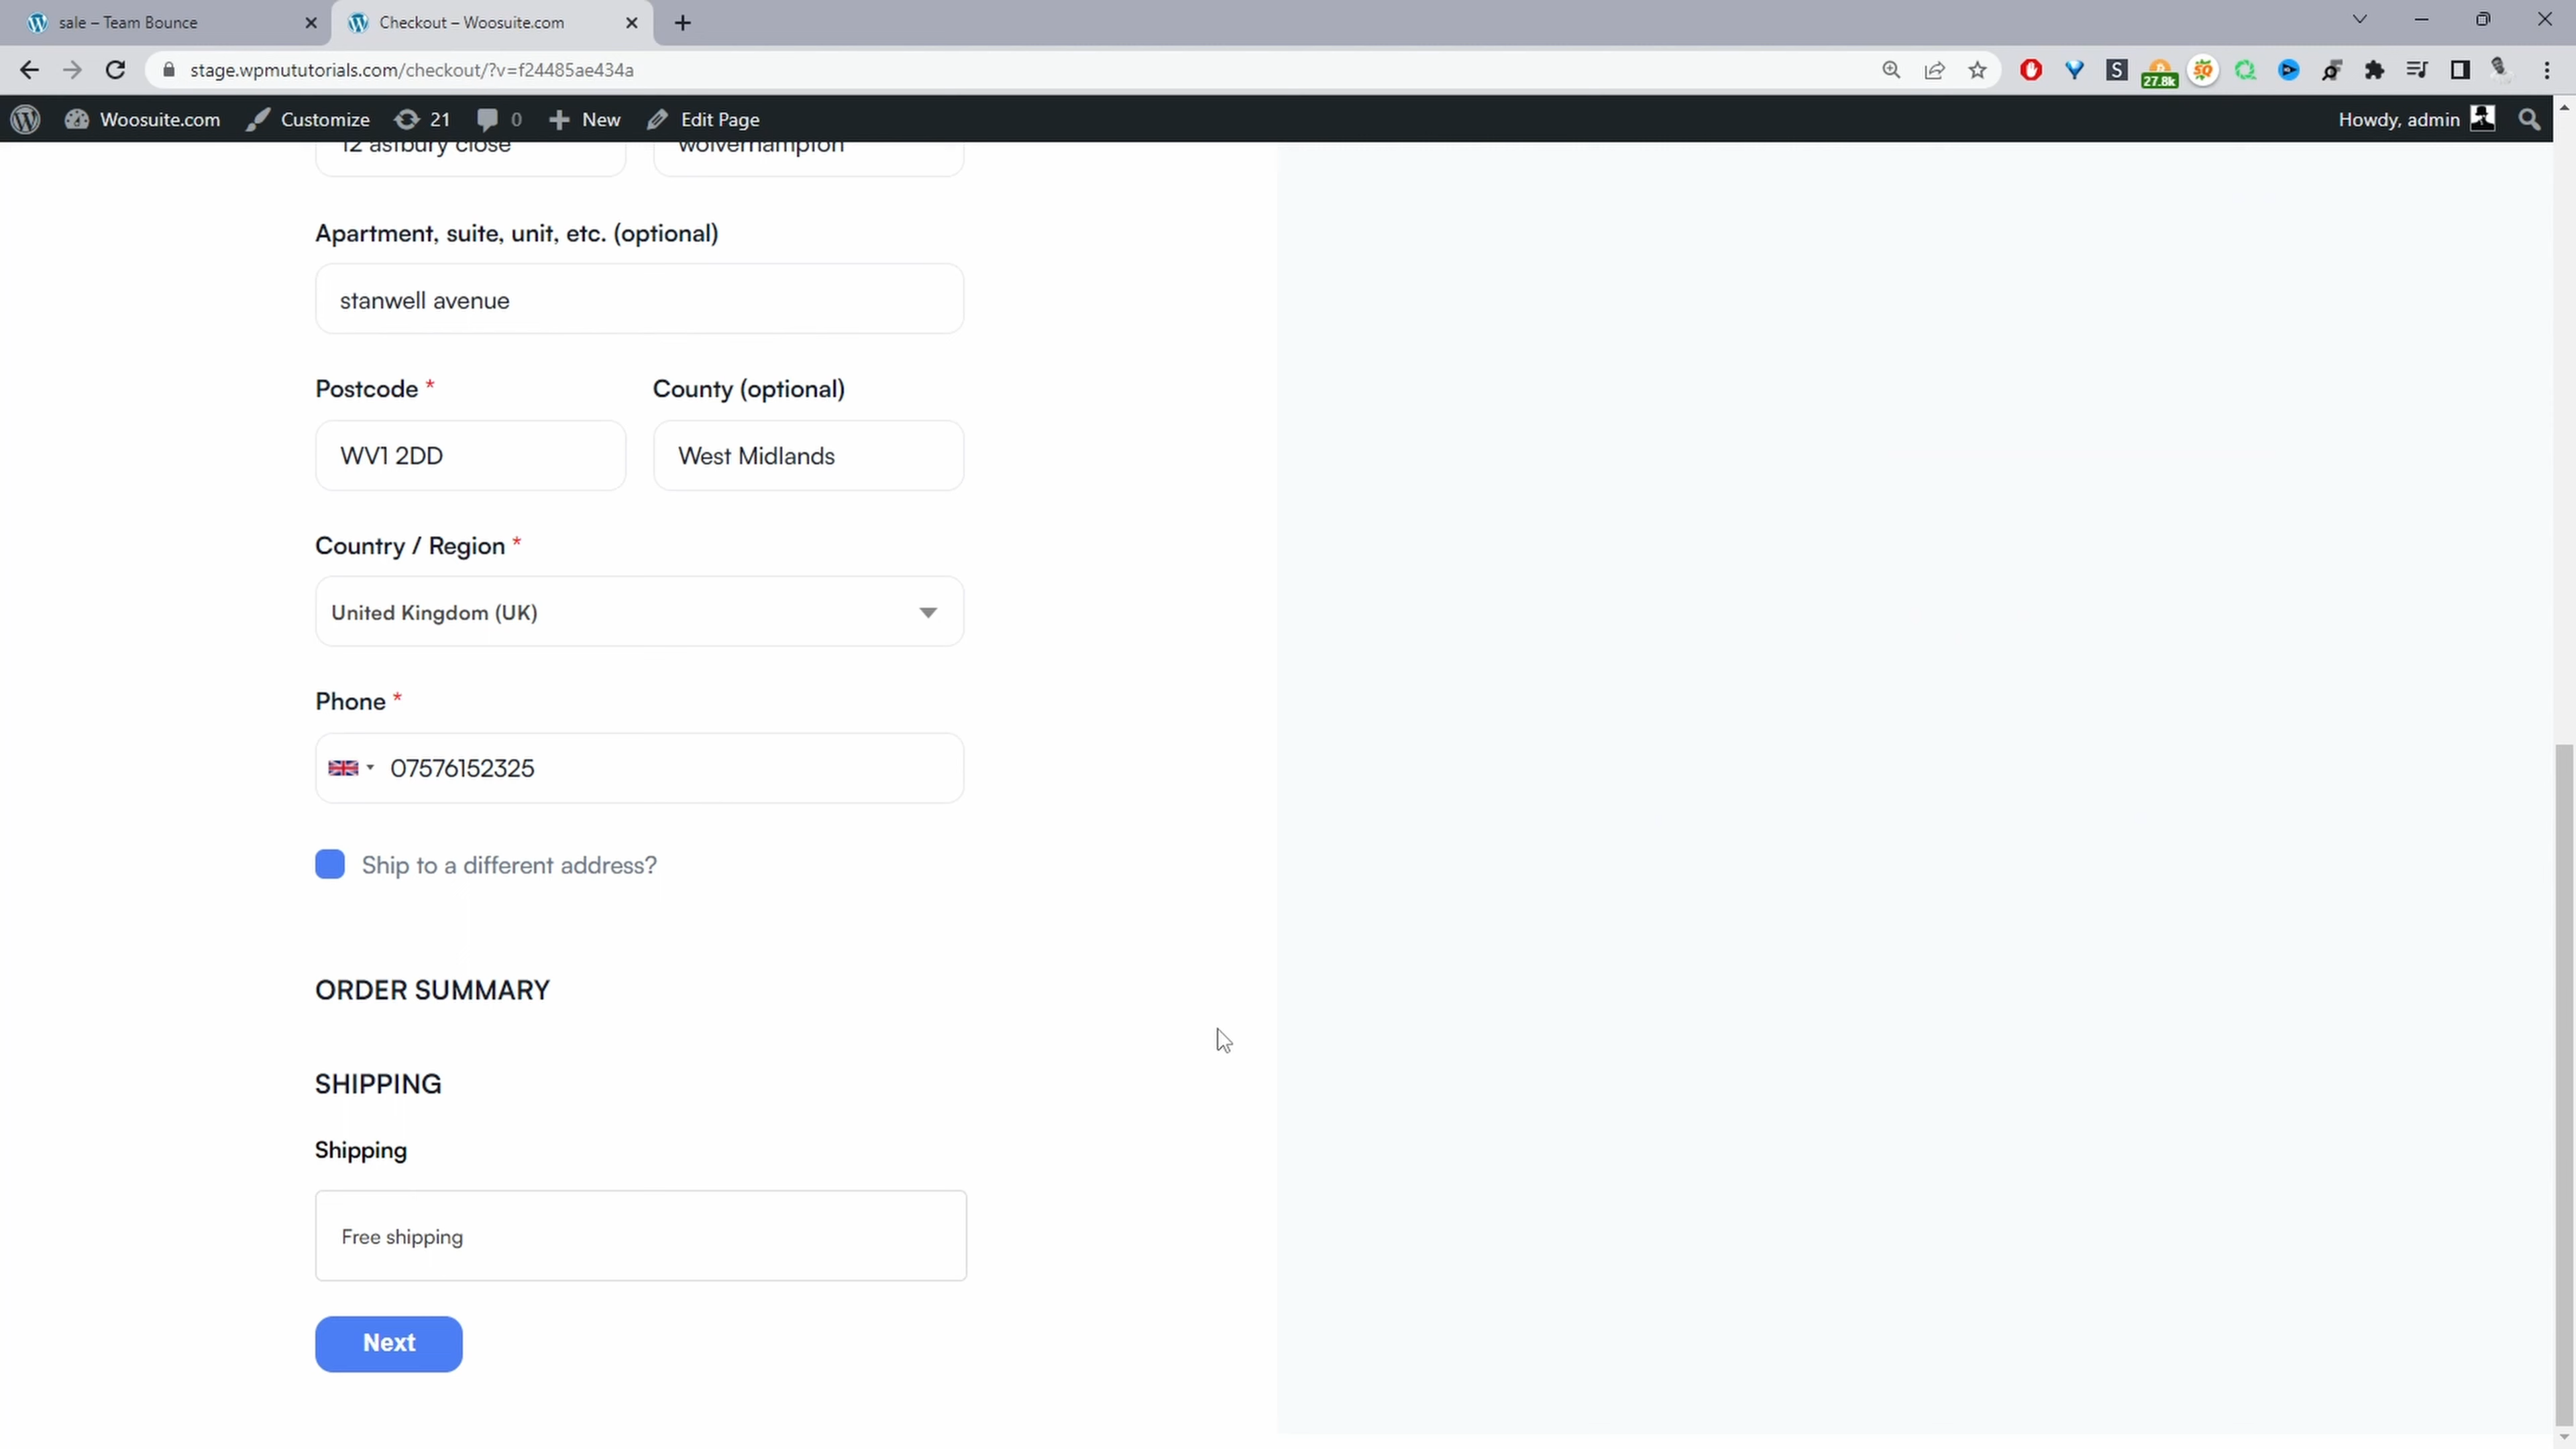 sale – Team Bounce
Checkout – Woosuite.com
stage.wpmututorials.com/checkout/?v=f24485ae434a
27.8k
Woosuite.com
Customize
21
0
New
Edit Page
Howdy, admin
12 astbury close
wolverhampton
Apartment, suite, unit, etc. (optional)
stanwell avenue
Postcode *
County (optional)
WV1 2DD
West Midlands
Country / Region *
United Kingdom (UK)
Phone *
07576152325
Ship to a different address?
ORDER SUMMARY
SHIPPING
Shipping
Free shipping
Next